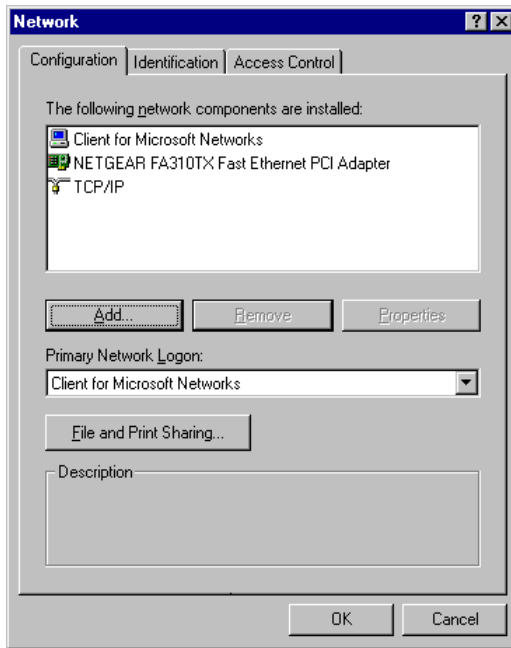 Network
Configuration Identification Access Control
The following network components are installed:
Client for Microsoft Networks
NETGEAR FA310TX Fast Ethernet PCI Adapter
TCP/IP
Add... Remove Properties
Primary Network Logon:
Client for Microsoft Networks
File and Print Sharing...
Description
OK Cancel